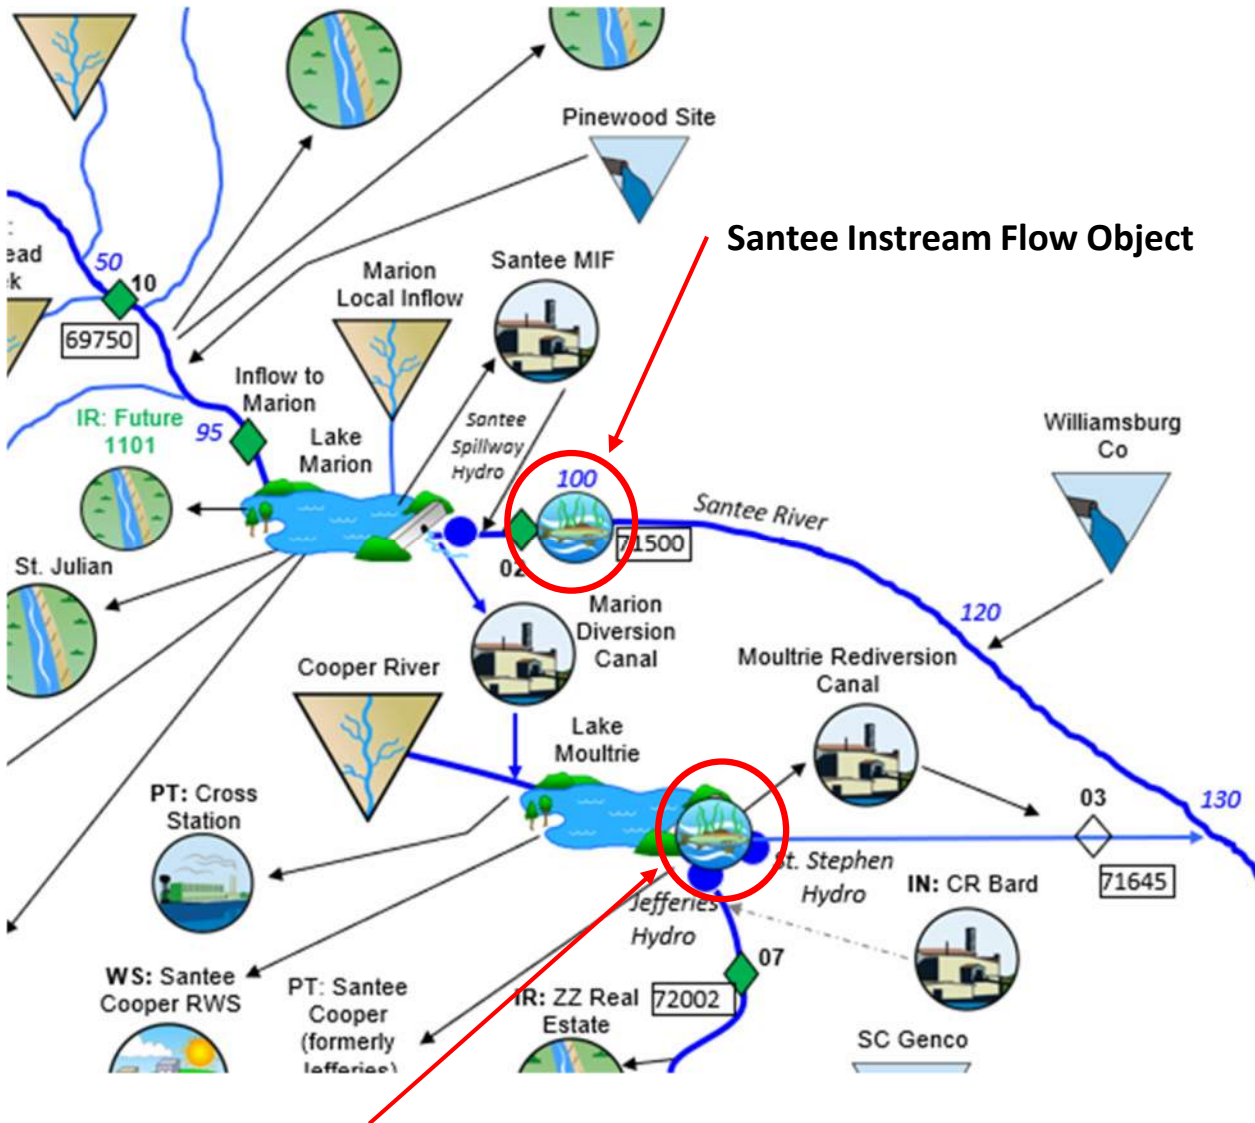 Pinewood Site
Santee Instream Flow Object
:
ead
ek
50
10
69750
Marion
Local Inflow
Santee MIF
Inflow to
Marion
IR: Future
1101
95
Lake
Marion
Santee
Spillway
Hydro
100
Williamsburg
Co
Santee River
71500
02
St. Julian
Marion
Diversion
Canal
120
Cooper River
Moultrie Rediversion
Canal
Lake
Moultrie
PT: Cross
Station
03
130
St. Stephen
Hydro
71645
Jefferies
Hydro
IN: CR Bard
07
WS: Santee
Cooper RWS
PT: Santee
Cooper
(formerly
Jefferies)
IR: ZZ Real
Estate
72002
SC Genco